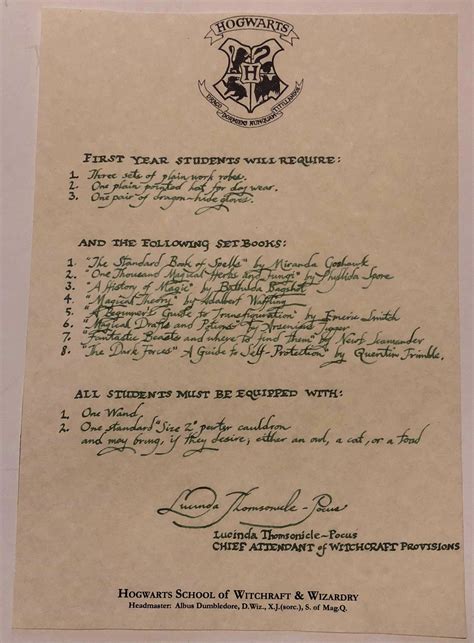 HOGWARTS
DRACO DORMIENS NUNQUAM TITILLANDUS
FIRST YEAR STUDENTS WILL REQUIRE:
1. Three sets of plain work robes.
2. One plain pointed hat for day wear.
3. One pair of dragon-hide gloves.
AND THE FOLLOWING SET BOOKS:
1 "The Standard Book of Spells" by Miranda Goshawk
2 "One Thousand Magical Herbs and Fungi" by Phyllida Spore
3 "A History of Magic" by Bathilda Bagshot
4 "Magical Theory" by Adalbert Waffling
5 "A Beginner's Guide to Transfiguration" by Emeric Smitch
6 "Magical Drafts and Potions" by Arsenius Jigger
7 "Fantastic Beasts and where to find them" by Newt Scamander
8 "The Dark Forces" A Guide to Self-Protection" by Quentin Trimble.
ALL STUDENTS MUST BE EQUIPPED WITH:
1. One Wand
2. One standard "Size 2" pewter cauldron
and may bring, if they desire, either an owl, a cat, or a toad
Lucinda Thomsonicle-Pocus
Lucinda Thomsonicle-Pocus
CHIEF ATTENDANT of WITCHCRAFT PROVISIONS
HOGWARTS SCHOOL of WITCHCRAFT & WIZARDRY
Headmaster: Albus Dumbledore, D.Wiz., X.J.(sorc.), S. of Mag.Q.